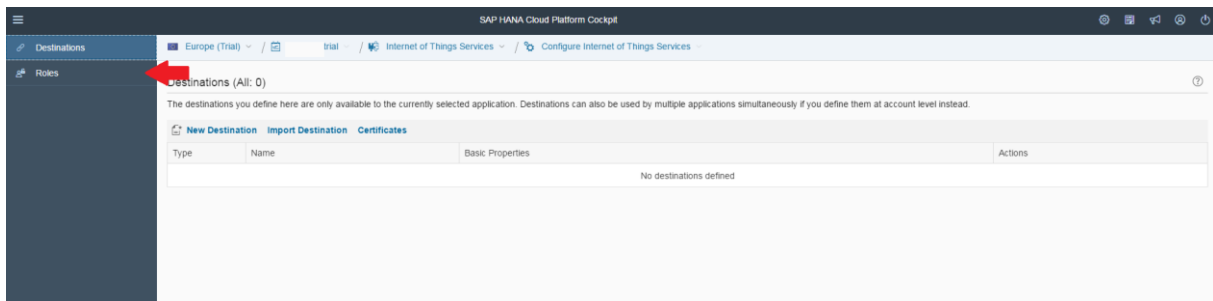 SAP HANA Cloud Platform Cockpit
Destinations
Europe (Trial) / trial / Internet of Things Services / Configure Internet of Things Services
Roles
Destinations (All: 0)
The destinations you define here are only available to the currently selected application. Destinations can also be used by multiple applications simultaneously if you define them at account level instead.
New Destination Import Destination Certificates
Type Name Basic Properties Actions
No destinations defined